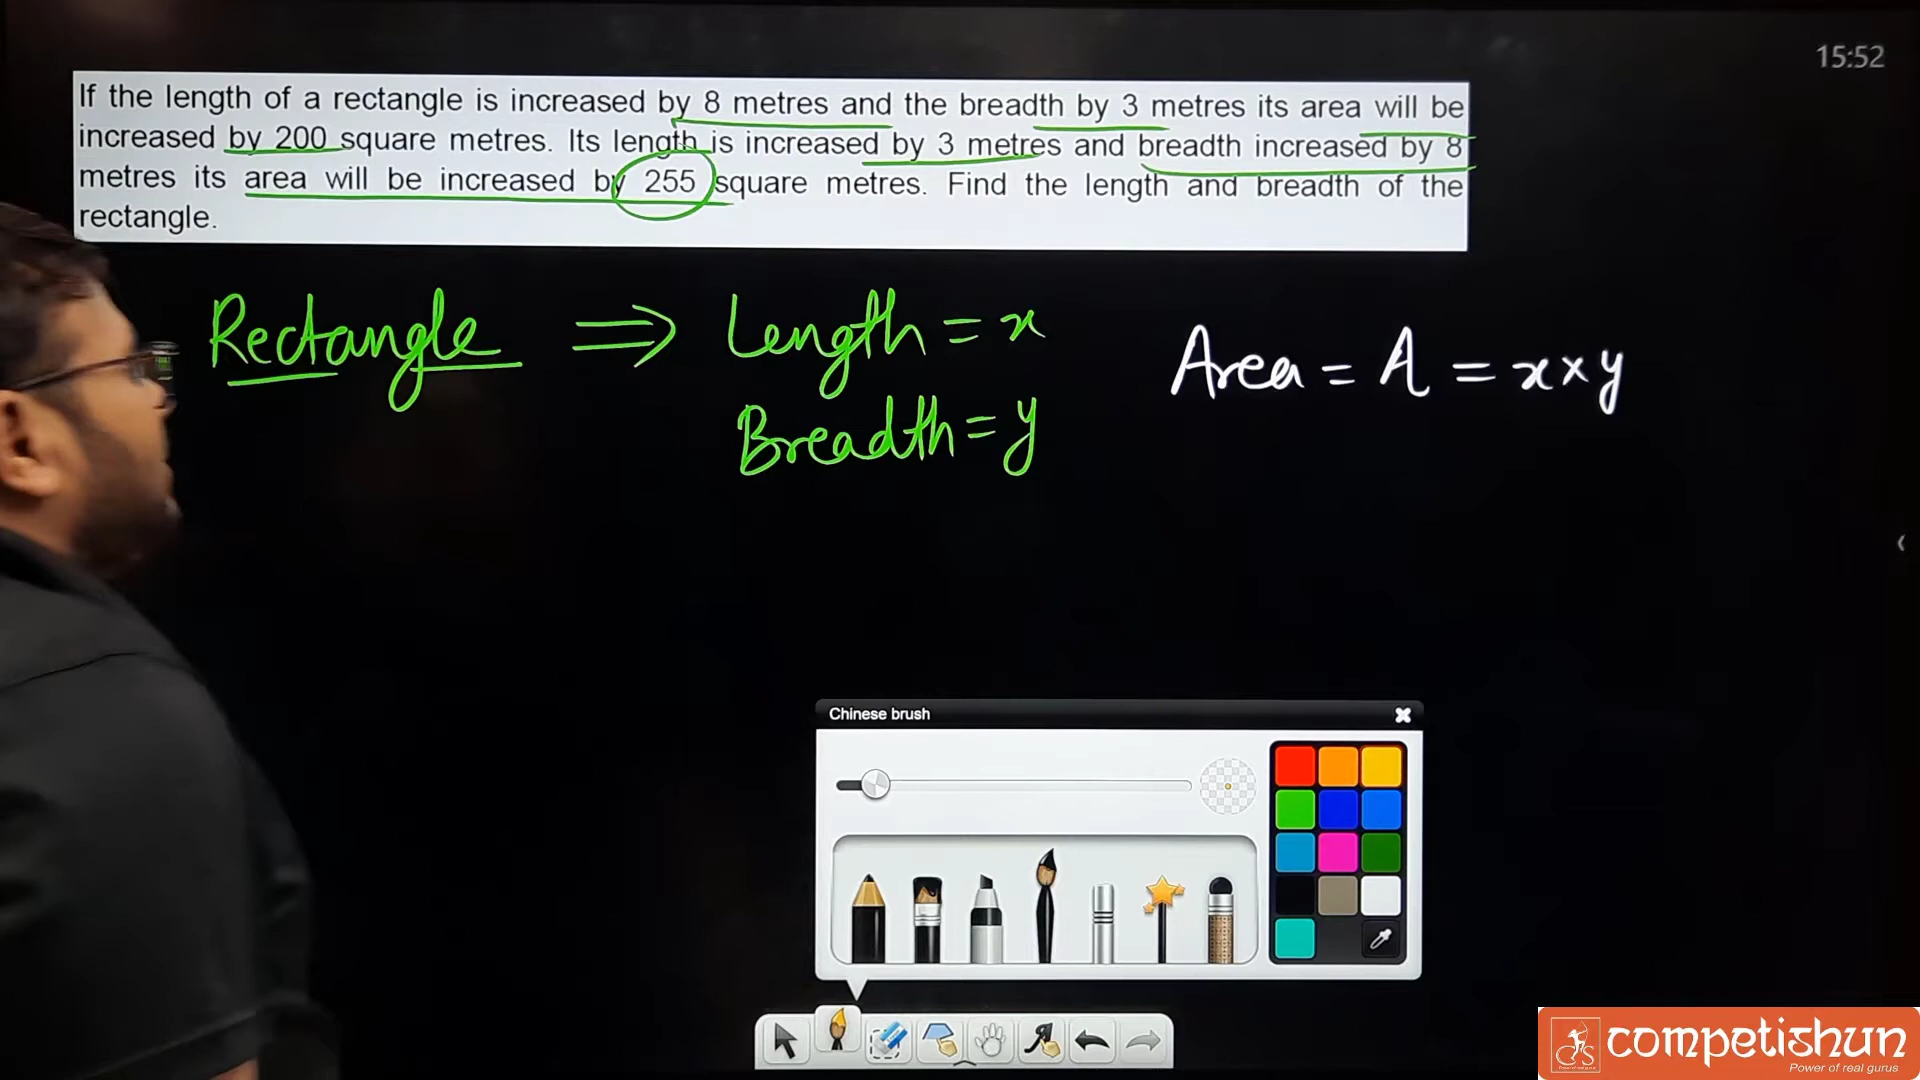 15:52
If the length of a rectangle is increased by 8 metres and the breadth by 3 metres its area will be
increased by 200 square metres. Its length is increased by 3 metres and breadth increased by 8
metres its area will be increased by 255 square metres. Find the length and breadth of the
rectangle.
Rectangle ⇒ Length = x
Area = A = x × y
Breadth = y
Chinese brush
competishun
Power of real gurus